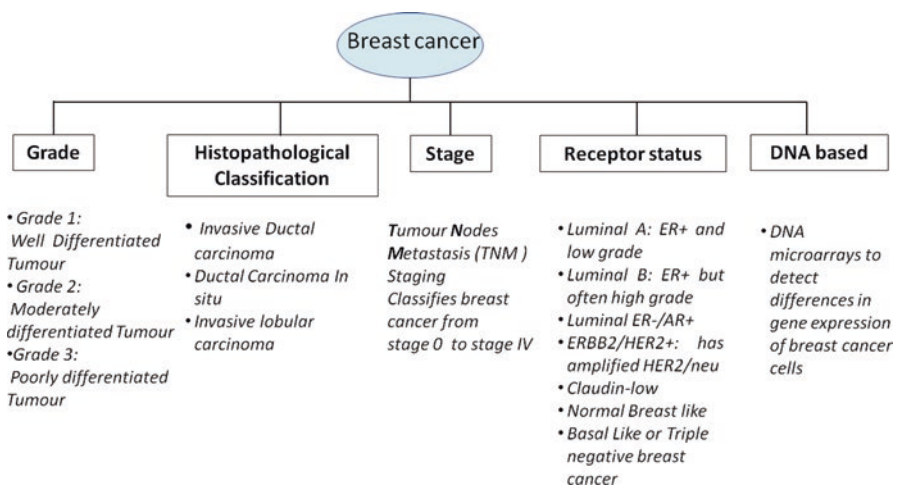 Breast cancer
Grade
Histopathological
Classification
Stage
Receptor status
DNA based
• Grade 1:
Well Differentiated
Tumour
• Grade 2:
Moderately
differentiated Tumour
• Grade 3:
Poorly differentiated
Tumour
• Invasive Ductal
carcinoma
• Ductal Carcinoma In
situ
• Invasive lobular
carcinoma
Tumour Nodes
Metastasis (TNM )
Staging
Classifies breast
cancer from
stage 0 to stage IV
• Luminal A: ER+ and
low grade
• Luminal B: ER+ but
often high grade
• Luminal ER-/AR+
• ERBB2/HER2+: has
amplified HER2/neu
• Claudin-low
• Normal Breast like
• Basal Like or Triple
negative breast
cancer
• DNA
microarrays to
detect
differences in
gene expression
of breast cancer
cells